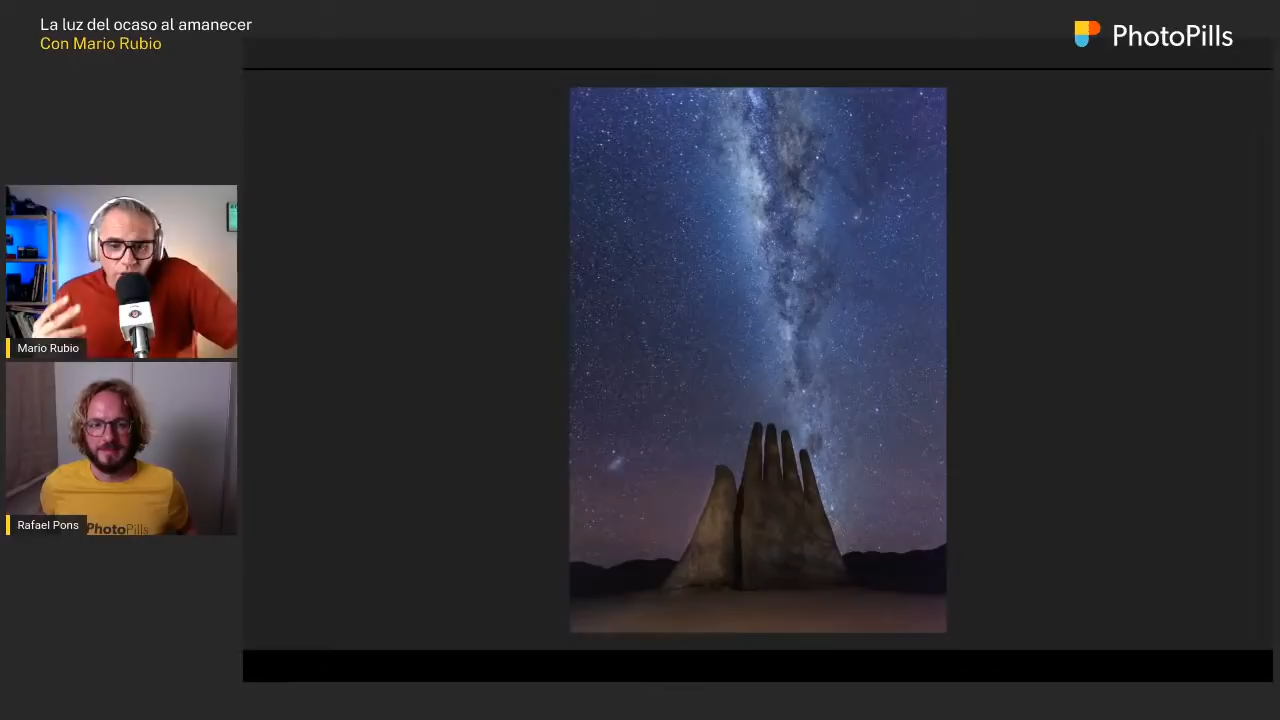 La luz del ocaso al amanecer
Con Mario Rubio
PhotoPills
Mario Rubio
Rafael Pons
PhotoPills